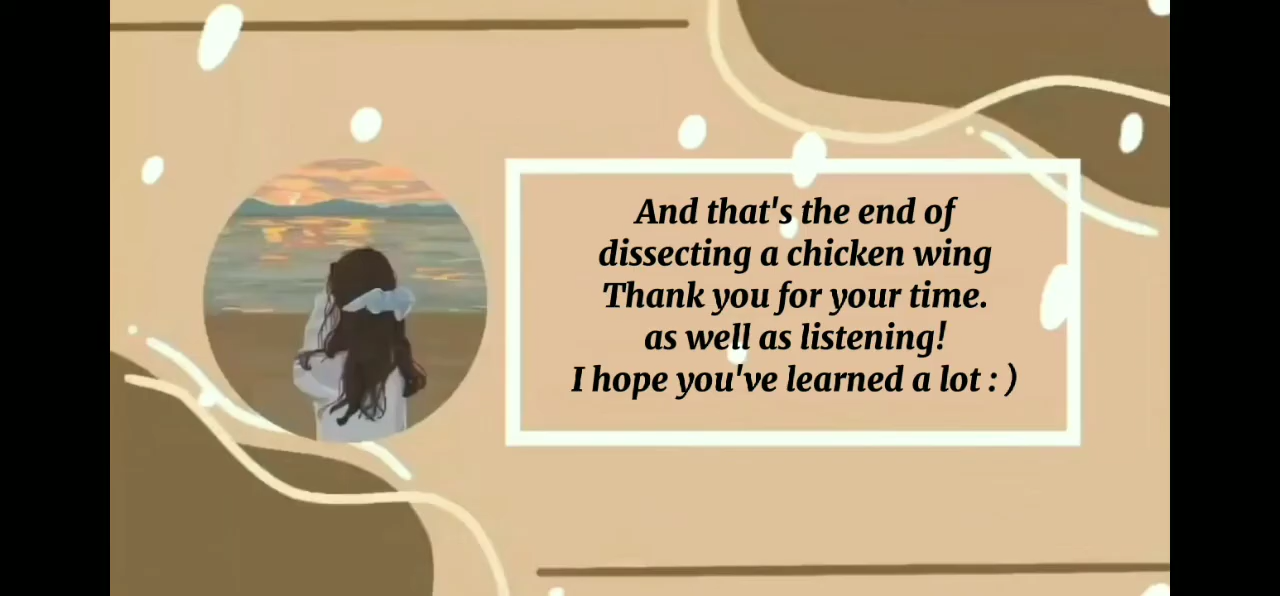 And that's the end of
dissecting a chicken wing
Thank you for your time.
as well as listening!
I hope you've learned a lot : )